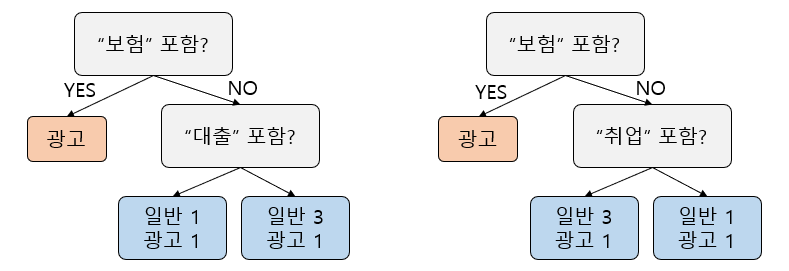 “보험” 포함?
YES
NO
광고
“대출” 포함?
일반 1
광고 1
일반 3
광고 1
“보험” 포함?
YES
NO
광고
“취업” 포함?
일반 3
광고 1
일반 1
광고 1